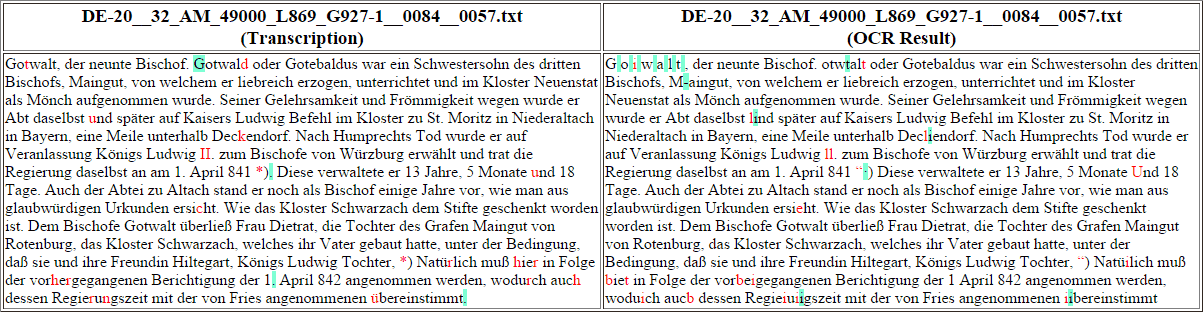 DE-20__32_AM_49000_L869_G927-1__0084__0057.txt
(Transcription)
Gotwalt, der neunte Bischof. Gotwald oder Gotebaldus war ein Schwestersohn des dritten
Bischofs, Maingut, von welchem er liebreich erzogen, unterrichtet und im Kloster Neuenstat
als Mönch aufgenommen wurde. Seiner Gelehrsamkeit und Frömmigkeit wegen wurde er
Abt daselbst und später auf Kaisers Ludwig Befehl im Kloster zu St. Moritz in Niederaltach
in Bayern, eine Meile unterhalb Deckendorf. Nach Humprechts Tod wurde er auf
Veranlassung Königs Ludwig II. zum Bischofe von Würzburg erwählt und trat die
Regierung daselbst an am 1. April 841 *). Diese verwaltete er 13 Jahre, 5 Monate und 18
Tage. Auch der Abtei zu Altach stand er noch als Bischof einige Jahre vor, wie man aus
glaubwürdigen Urkunden ersicht. Wie das Kloster Schwarzach dem Stifte geschenkt worden
ist. Dem Bischofe Gotwalt überließ Frau Dietrat, die Tochter des Grafen Maingut von
Rotenburg, das Kloster Schwarzach, welches ihr Vater gebaut hatte, unter der Bedingung,
daß sie und ihre Freundin Hiltegart, Königs Ludwig Tochter, *) Natürlich muß hier in Folge
der vorhergegangenen Berichtigung der 1. April 842 angenommen werden, wodurch auch
dessen Regierungszeit mit der von Fries angenommenen übereinstimmt.
DE-20__32_AM_49000_L869_G927-1__0084__0057.txt
(OCR Result)
G o i w a l t , der neunte Bischof. otwtalt oder Gotebaldus war ein Schwestersohn des dritten
Bischofs, M-aingut, von welchem er liebreich erzogen, unterrichtet und im Kloster
Neuenstat als Mönch aufgenommen wurde. Seiner Gelehrsamkeit und Frömmigkeit wegen
wurde er Abt daselbst lind später auf Kaisers Ludwig Befehl im Kloster zu St. Moritz in Niederaltach
in Bayern, eine Meile unterhalb Decliendorf. Nach Humprechts Tod wurde er
auf Veranlassung Königs Ludwig ll. zum Bischofe von Würzburg erwählt und trat die
Regierung daselbst an am 1. April 841 “·) Diese verwaltete er 13 Jahre, 5 Monate Und 18
Tage. Auch der Abtei zu Altach stand er noch als Bischof einige Jahre vor, wie man aus
glaubwürdigen Urkunden ersieht. Wie das Kloster Schwarzach dem Stifte geschenkt
worden ist. Dem Bischofe Gotwalt überließ Frau Dietrat, die Tochter des Grafen Maingut
von Rotenburg, das Kloster Schwarzach, welches ihr Vater gebaut hatte, unter der
Bedingung, daß sie und ihre Freundin Hiltegart, Königs Ludwig Tochter, “) Natüilich muß
biet in Folge der vorbeigegangenen Berichtigung der 1 April 842 angenommen werden,
woduich aucb dessen Regieiuiigszeit mit der von Fries angenommenen iibereinstimmt